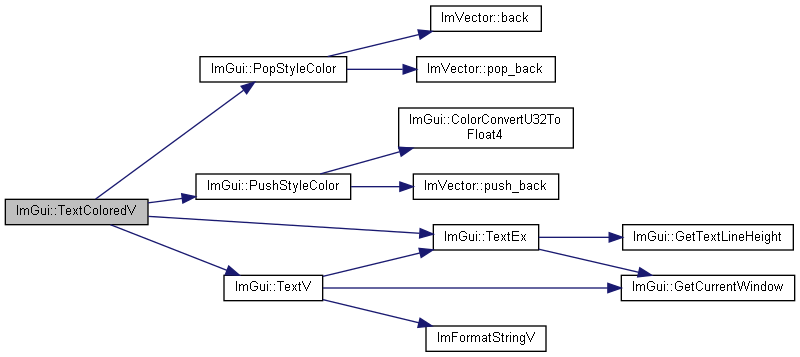 ImVector::back
ImGui::PopStyleColor
ImVector::pop_back
ImGui::ColorConvertU32To
Float4
ImGui::PushStyleColor
ImVector::push_back
ImGui::TextColoredV
ImGui::TextEx
ImGui::GetTextLineHeight
ImGui::TextV
ImGui::GetCurrentWindow
ImFormatStringV